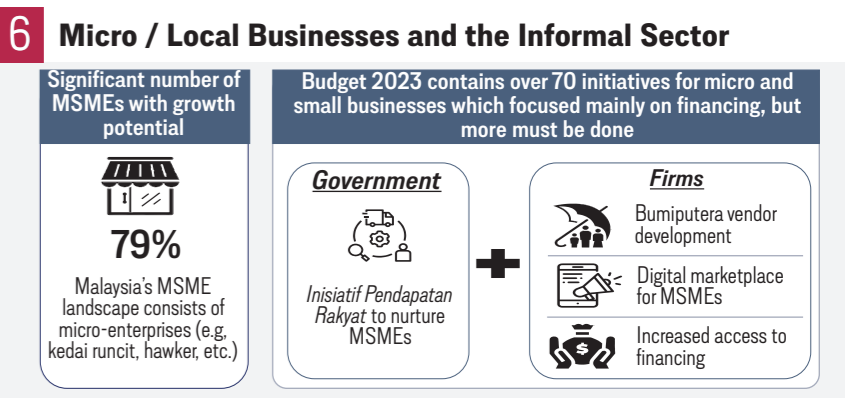 6
Micro / Local Businesses and the Informal Sector
Significant number of
MSMEs with growth
potential
79%
Malaysia's MSME
landscape consists of
micro-enterprises (e.g,
kedai runcit, hawker, etc.)
Budget 2023 contains over 70 initiatives for micro and
small businesses which focused mainly on financing, but
more must be done
Government
Inisiatif Pendapatan
Rakyat to nurture
MSMEs
Firms
Bumiputera vendor
development
Digital marketplace
for MSMEs
$
Increased access to
financing